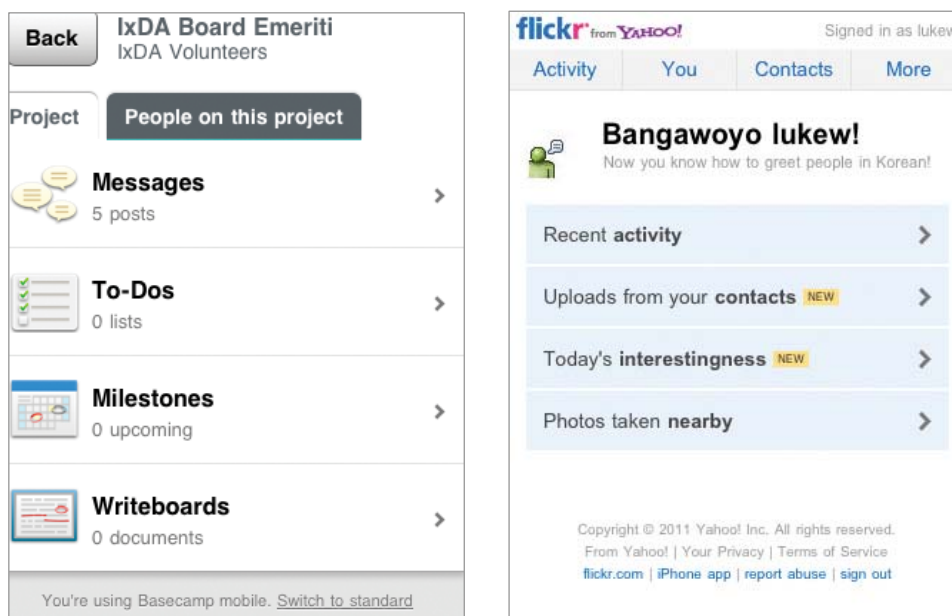 Back
IxDA Board Emeriti
IxDA Volunteers
Project
People on this project
Messages
5 posts
To-Dos
0 lists
Milestones
0 upcoming
Writeboards
0 documents
You're using Basecamp mobile. Switch to standard
flickr from YAHOO!
Signed in as lukew
Activity You Contacts More
Bangawoyo lukew!
Now you know how to greet people in Korean!
Recent activity
Uploads from your contacts NEW
Today's interestingness NEW
Photos taken nearby
Copyright © 2011 Yahoo! Inc. All rights reserved.
From Yahoo! | Your Privacy | Terms of Service
flickr.com | iPhone app | report abuse | sign out